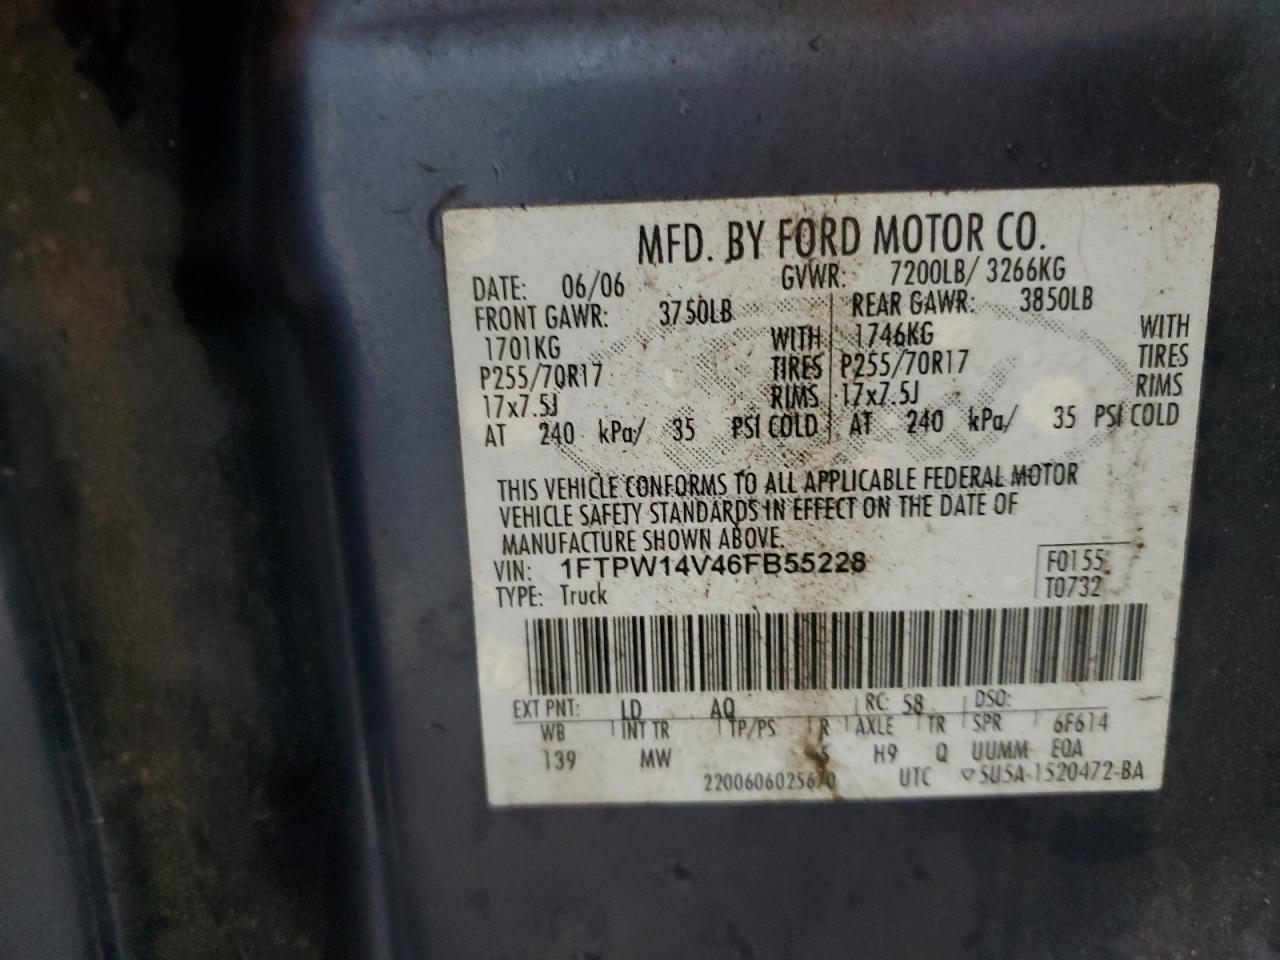 MFD. BY FORD MOTOR CO.
DATE: 06/06 GVWR: 7200LB/ 3266KG
FRONT GAWR: 3750LB REAR GAWR: 3850LB
1701KG WITH 1746KG WITH
P255/70R17 TIRES P255/70R17 TIRES
17x7.5J RIMS 17x7.5J RIMS
AT 240 kPa/ 35 PSI COLD AT 240 kPa/ 35 PSI COLD
THIS VEHICLE CONFORMS TO ALL APPLICABLE FEDERAL MOTOR
VEHICLE SAFETY STANDARDS IN EFFECT ON THE DATE OF
MANUFACTURE SHOWN ABOVE.
VIN: 1FTPW14V46FB55228 F0155
TYPE: Truck T0732
EXT PNT: LD AQ RC: 58 DSO:
WB INT TR TP/PS R AXLE TR SPR 6F614
139 MW 5 H9 Q UUMM EQA
2200606025670 UTC ▽5U5A-1520472-BA